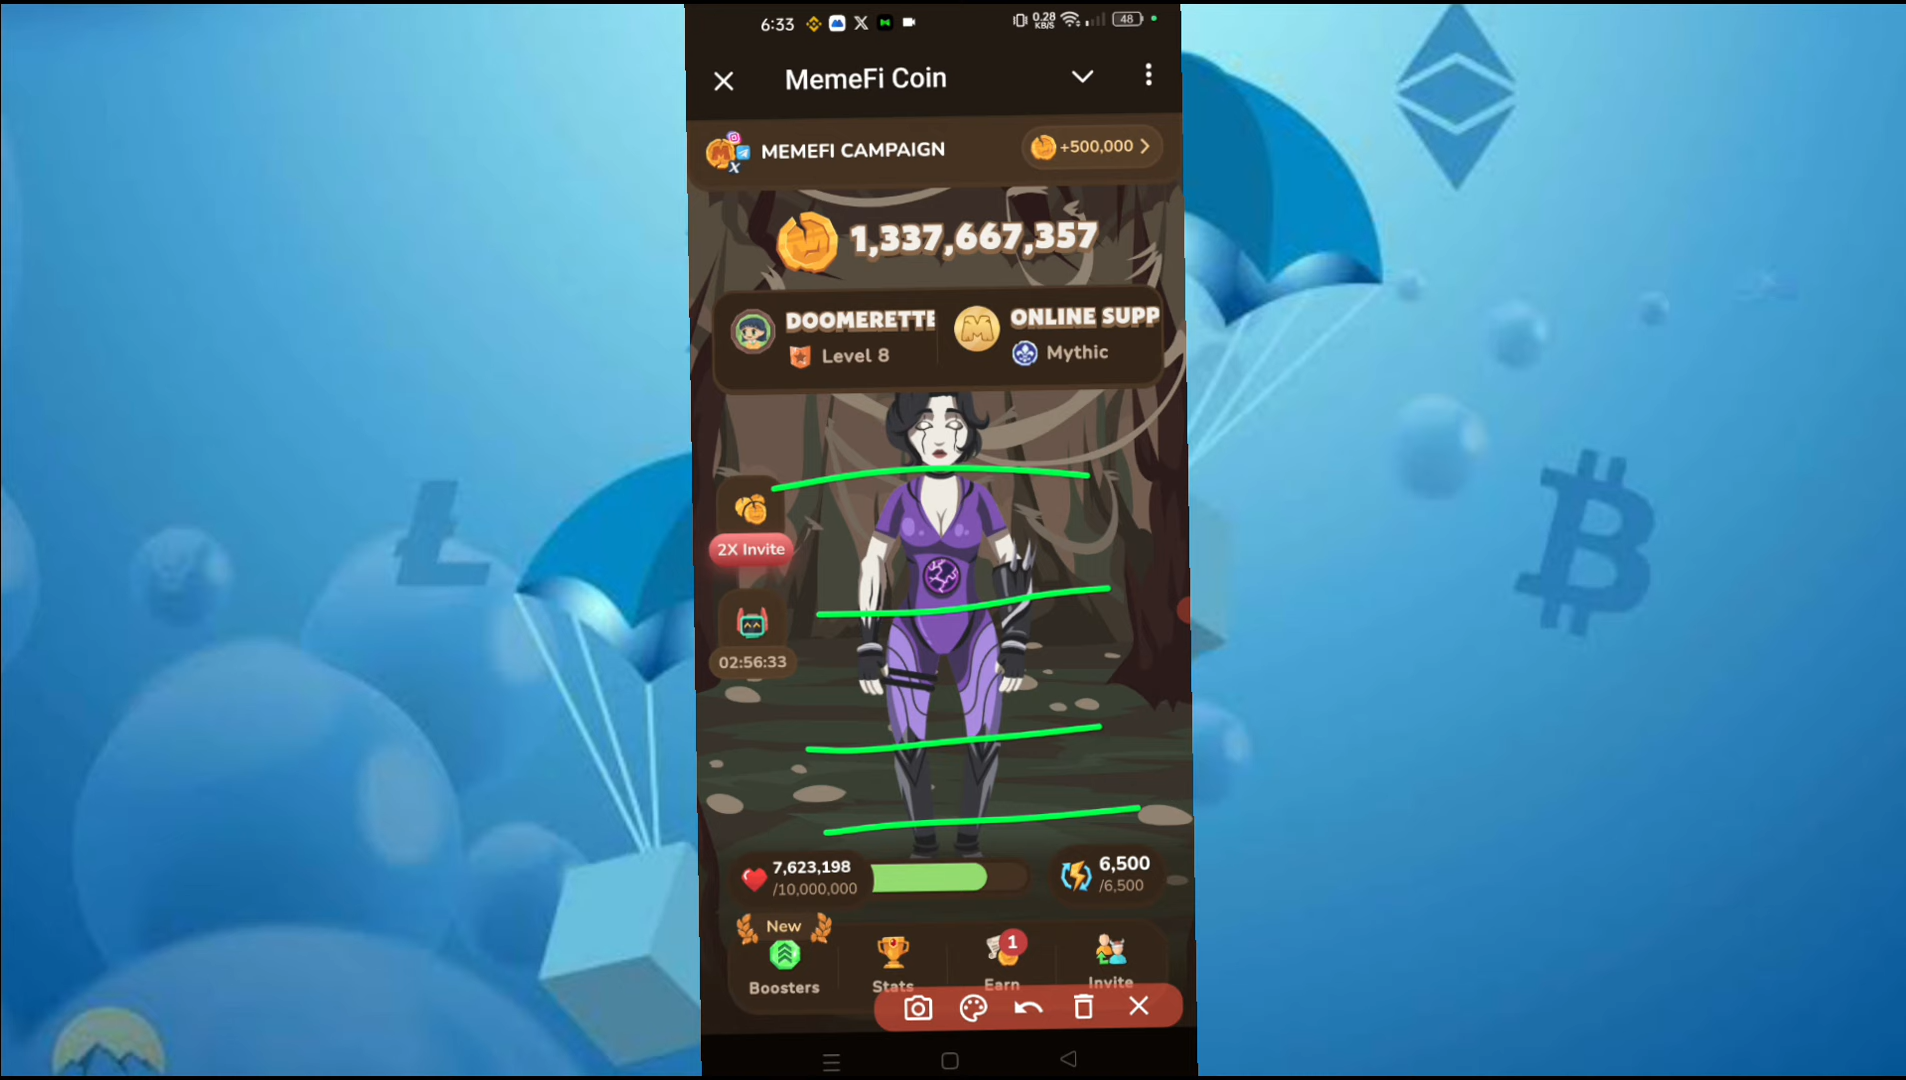 6:33
0.28
KB/S
48
MemeFi Coin
MEMEFI CAMPAIGN
+500,000
1,337,667,357
DOOMERETTE
Level 8
ONLINE SUPP
Mythic
2X Invite
02:56:33
7,623,198
/10,000,000
6,500
/6,500
New
1
Boosters
Stats
Earn
Invite